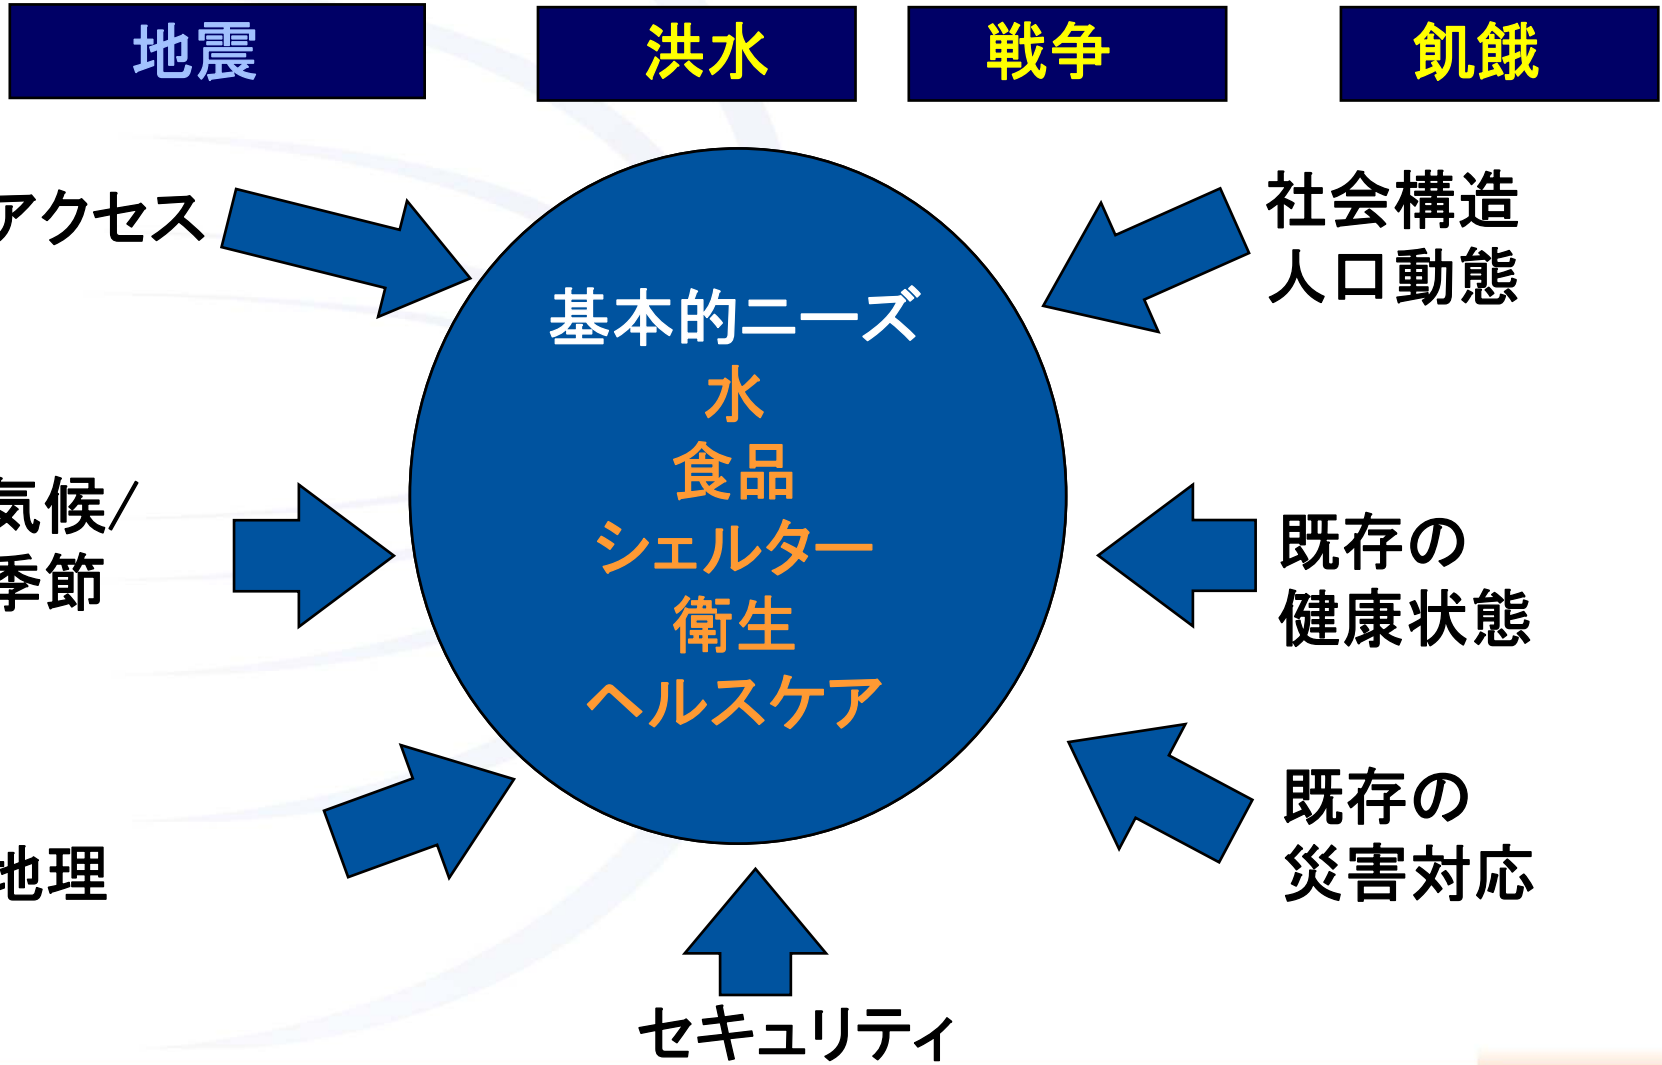 地震
洪水
戦争
飢餓
アクセス
社会構造
人口動態
基本的ニーズ
水
食品
シェルター
衛生
ヘルスケア
気候/
季節
既存の
健康状態
地理
既存の
災害対応
セキュリティ